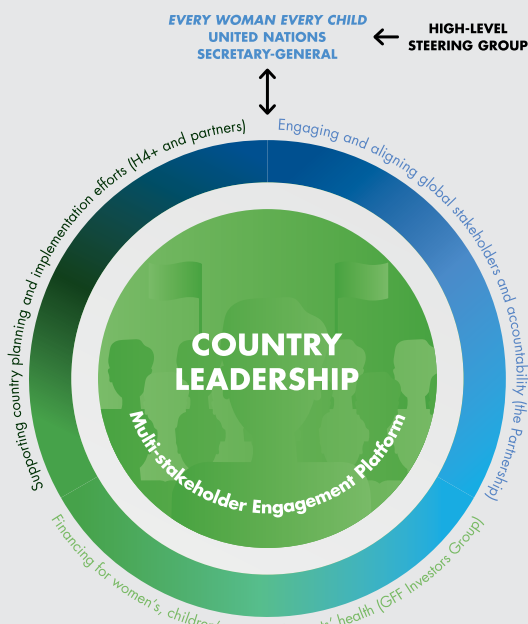 EVERY WOMAN EVERY CHILD
UNITED NATIONS
SECRETARY-GENERAL
HIGH-LEVEL
STEERING GROUP
Supporting country planning and implementation efforts (H4+ and partners)
Engaging and aligning global stakeholders and accountability (the Partnership)
COUNTRY
LEADERSHIP
Multi-stakeholder Engagement Platform
Financing for women's, health (GFF Investors Group)